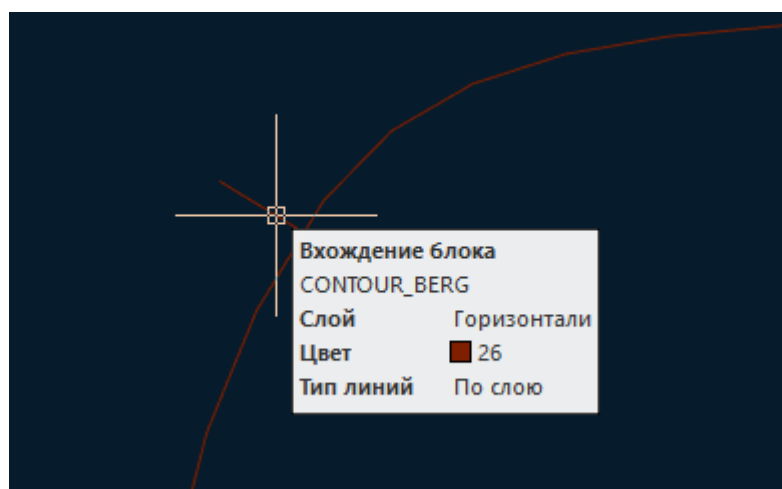 Вхождение блока
CONTOUR_BERG
Слой Горизонтали
Цвет 26
Тип линий По слою